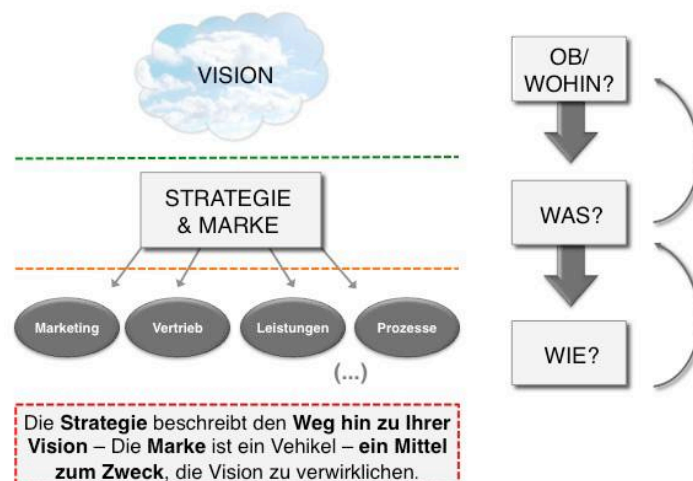 VISION
OB/
WOHIN?
STRATEGIE
& MARKE
WAS?
Marketing
Vertrieb
Leistungen
Prozesse
(...)
WIE?
Die Strategie beschreibt den Weg hin zu Ihrer
Vision – Die Marke ist ein Vehikel – ein Mittel
zum Zweck, die Vision zu verwirklichen.